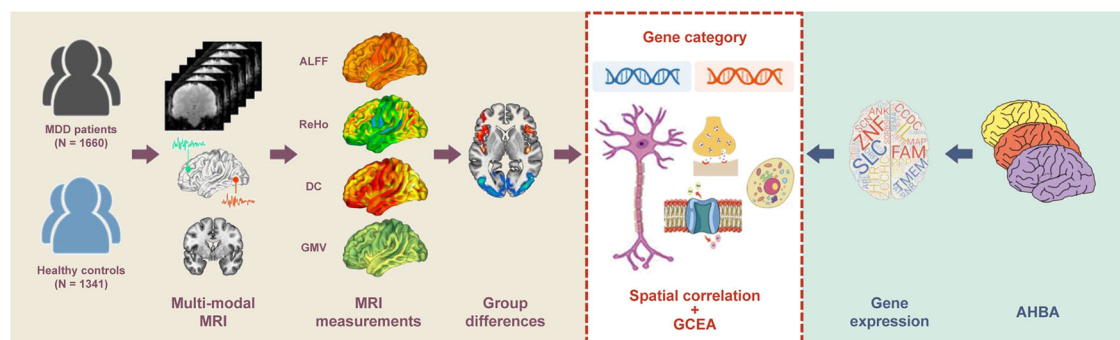 MDD patients
(N = 1660)
Healthy controls
(N = 1341)
Multi-modal
MRI
ALFF
ReHo
DC
GMV
MRI
measurements
Group
differences
Gene category
Spatial correlation
+
GCEA
ZNF
SLC
FAM
CCDC
TMEM
Gene
expression
AHBA